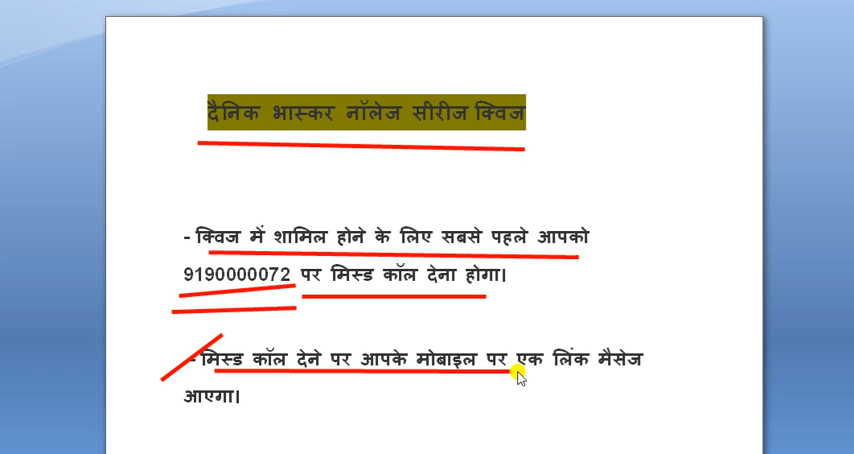 दैनिक भास्कर नॉलेज सीरीज क्विज
- क्विज में शामिल होने के लिए सबसे पहले आपको
9190000072 पर मिस्ड कॉल देना होगा।
- मिस्ड कॉल देने पर आपके मोबाइल पर एक लिंक मैसेज
आएगा।